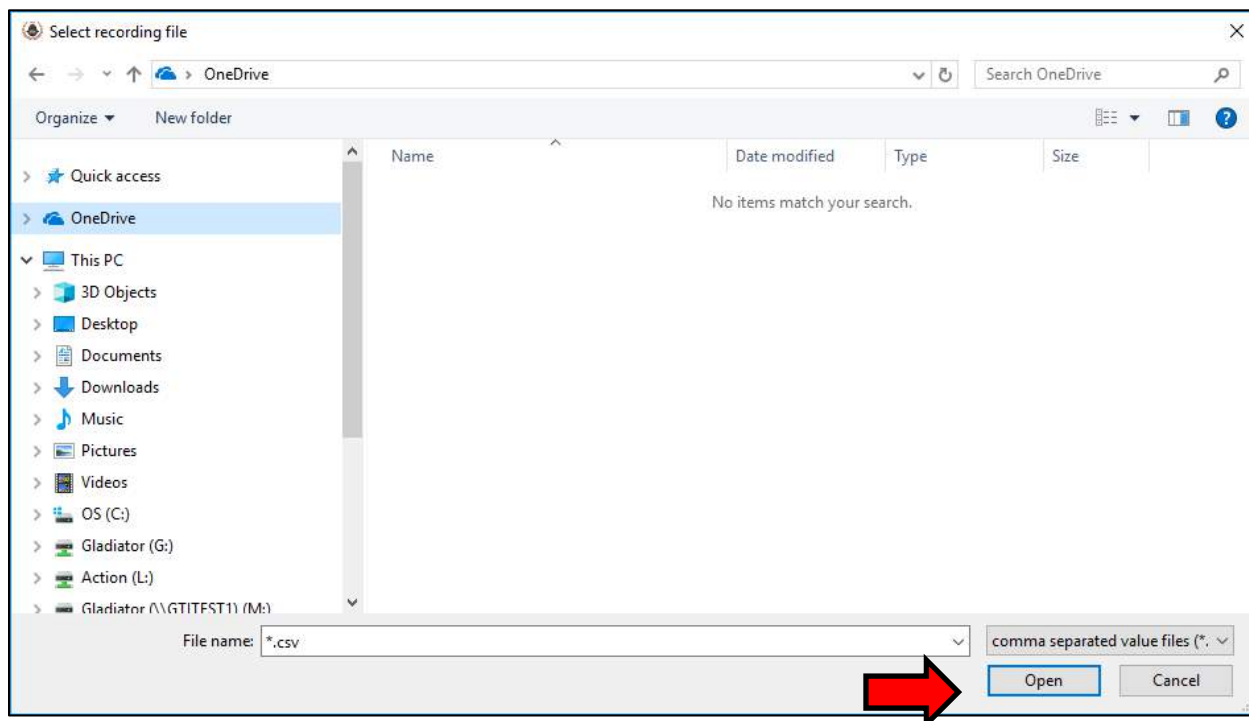 Select recording file
OneDrive
Search OneDrive
Organize
New folder
Name
Date modified
Type
Size
No items match your search.
Quick access
OneDrive
This PC
3D Objects
Desktop
Documents
Downloads
Music
Pictures
Videos
OS (C:)
Gladiator (G:)
Action (L:)
Gladiator (\\GTITEST1) (M:)
File name: *.csv
comma separated value files (*.
Open
Cancel